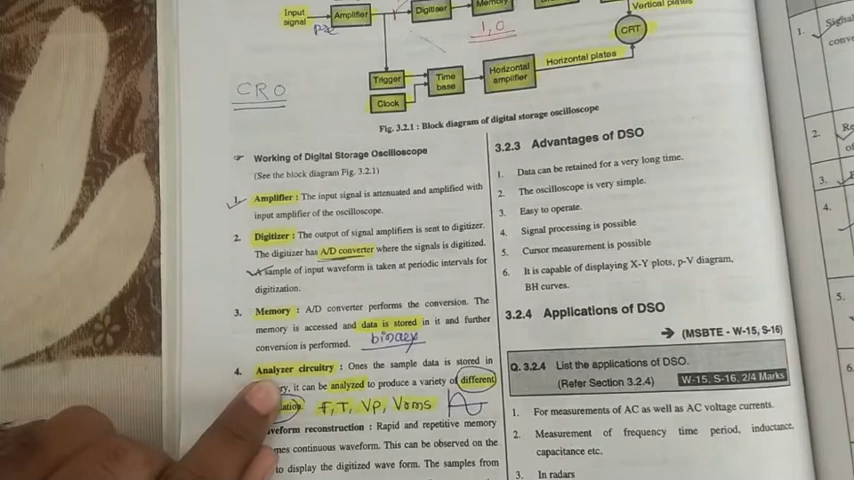 Input
signal
Amplifier
Digitiser
Memory
Vertical plates
1,0
CRT
Trigger
Clock
Time
base
Horizontal
amplifier
Horizontal plates
CRO
Fig. 3.2.1 : Block diagram of digital storage oscilloscope
Working of Digital Storage Oscilloscope
(See the block diagram Fig. 3.2.1)
1. Amplifier : The input signal is attenuated and amplified with
input amplifier of the oscilloscope.
2. Digitizer : The output of signal amplifiers is sent to digitizer.
The digitizer has A/D converter where the signals is digitized.
A sample of input waveform is taken at periodic intervals for
digitization.
3. Memory : A/D converter performs the conversion. The
memory is accessed and data is stored in it and further
conversion is performed. binary
4. Analyzer circuitry : Ones the sample data is stored in
it can be analyzed to produce a variety of different
F,T, VP, Vrms
reconstruction : Rapid and repetitive memory
continuous waveform. This can be observed on the
to display the digitized wave form. The samples from
3.2.3 Advantages of DSO
1. Data can be retained for a very long time.
2. The oscilloscope is very simple.
3. Easy to operate.
4. Signal processing is possible
5. Cursor measurement is possible
6. It is capable of displaying X-Y plots, p-V diagram,
BH curves.
3.2.4 Applications of DSO
(MSBTE - W-15, S-16)
Q. 3.2.4 List the applications of DSO.
(Refer Section 3.2.4) W-15, S-16, 2/4 Marks
1. For measurements of AC as well as AC voltage currents.
2. Measurement of frequency time period, inductance,
capacitance etc.
3. In radars
1.
2.
3.
4.
5.
6.